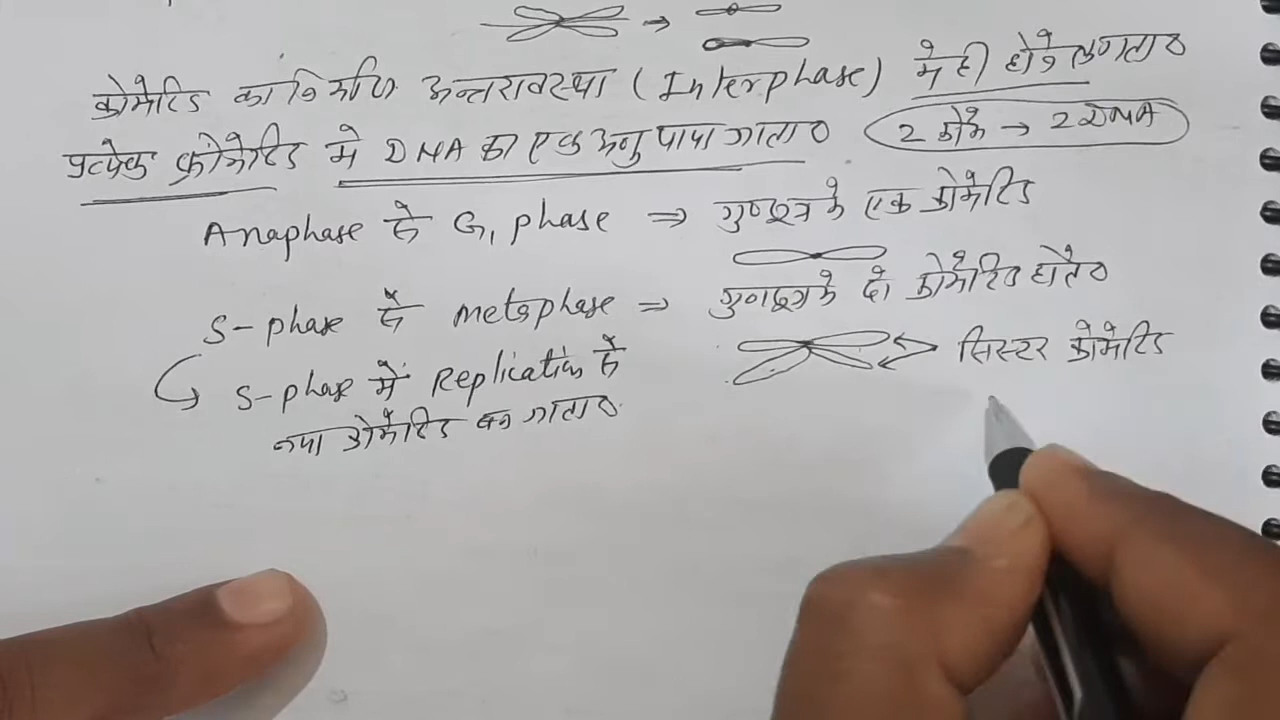 क्रोमेटिड का निर्माण अन्तरावस्था (Interphase) मे ही होने लगता है
प्रत्येक क्रोमेटिड मे DNA का एक अणु पाया जाता है 2 क्रोमे → 2 DNA
Anaphase से G1 phase ⇒ गुणसूत्र के एक क्रोमेटिड
S-phase से metaphase ⇒ गुणसूत्र के दो क्रोमेटिड होते है
सिस्टर क्रोमेटिड
S-phase में Replication से
नया क्रोमेटिड बन जाता है